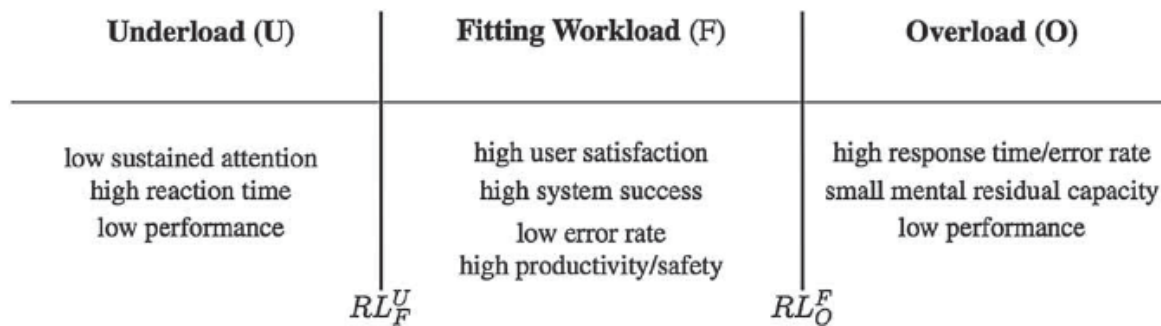 Underload (U)
Fitting Workload (F)
Overload (O)
low sustained attention
high reaction time
low performance
high user satisfaction
high system success
low error rate
high productivity/safety
high response time/error rate
small mental residual capacity
low performance
RL_F^U
RL_O^F